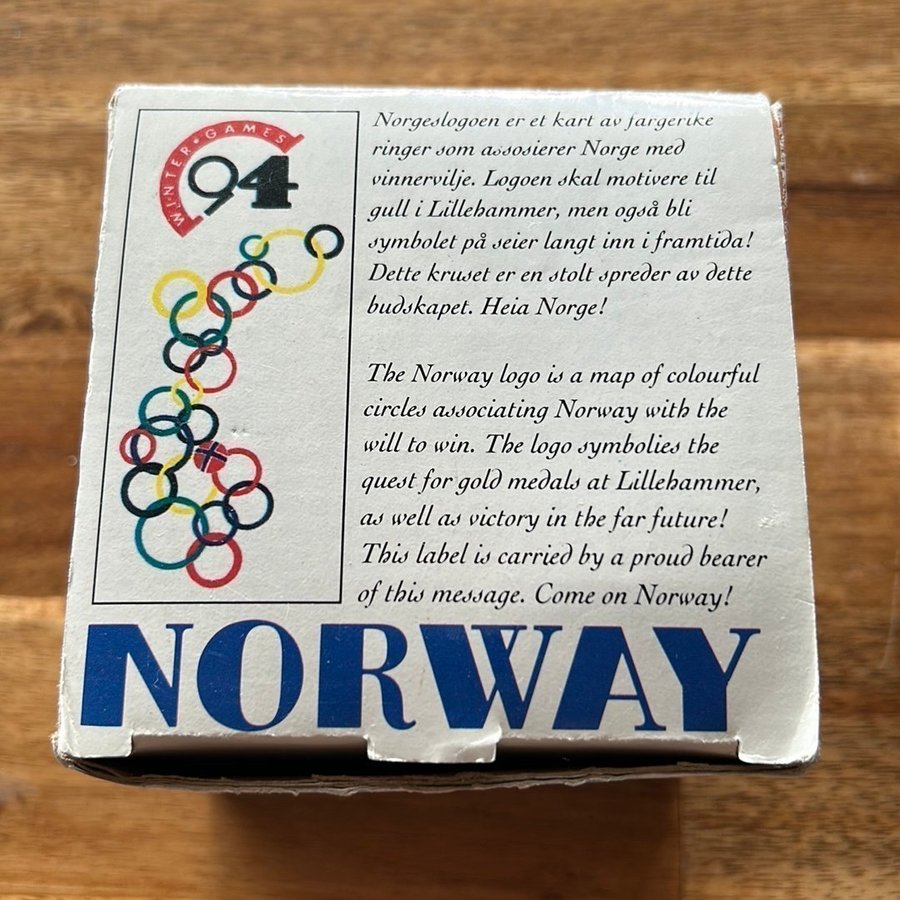 WINTER•GAMES
94
Norgeslogoen er et kart av fargerike
ringer som assosierer Norge med
vinnervilje. Logoen skal motivere til
gull i Lillehammer, men også bli
symbolet på seier langt inn i framtida!
Dette kruset er en stolt spreder av dette
budskapet. Heia Norge!
The Norway logo is a map of colourful
circles associating Norway with the
will to win. The logo symbolies the
quest for gold medals at Lillehammer,
as well as victory in the far future!
This label is carried by a proud bearer
of this message. Come on Norway!
NORWAY